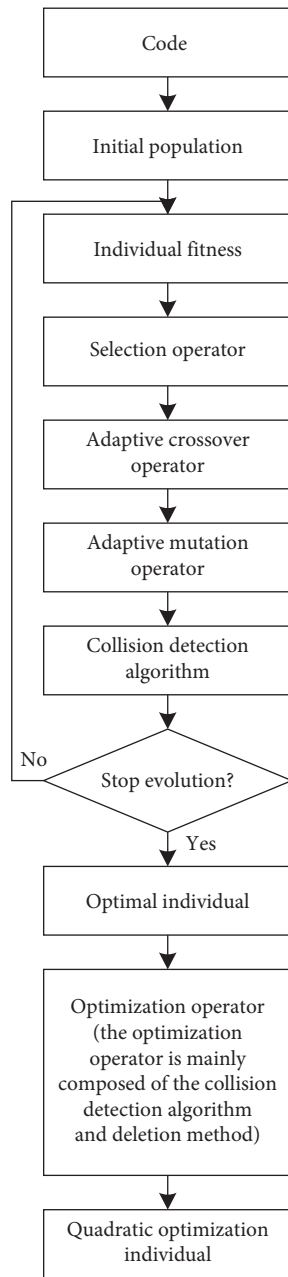 Code
Initial population
Individual fitness
Selection operator
Adaptive crossover
operator
Adaptive mutation
operator
Collision detection
algorithm
No
Stop evolution?
Yes
Optimal individual
Optimization operator
(the optimization
operator is mainly
composed of the collision
detection algorithm
and deletion method)
Quadratic optimization
individual